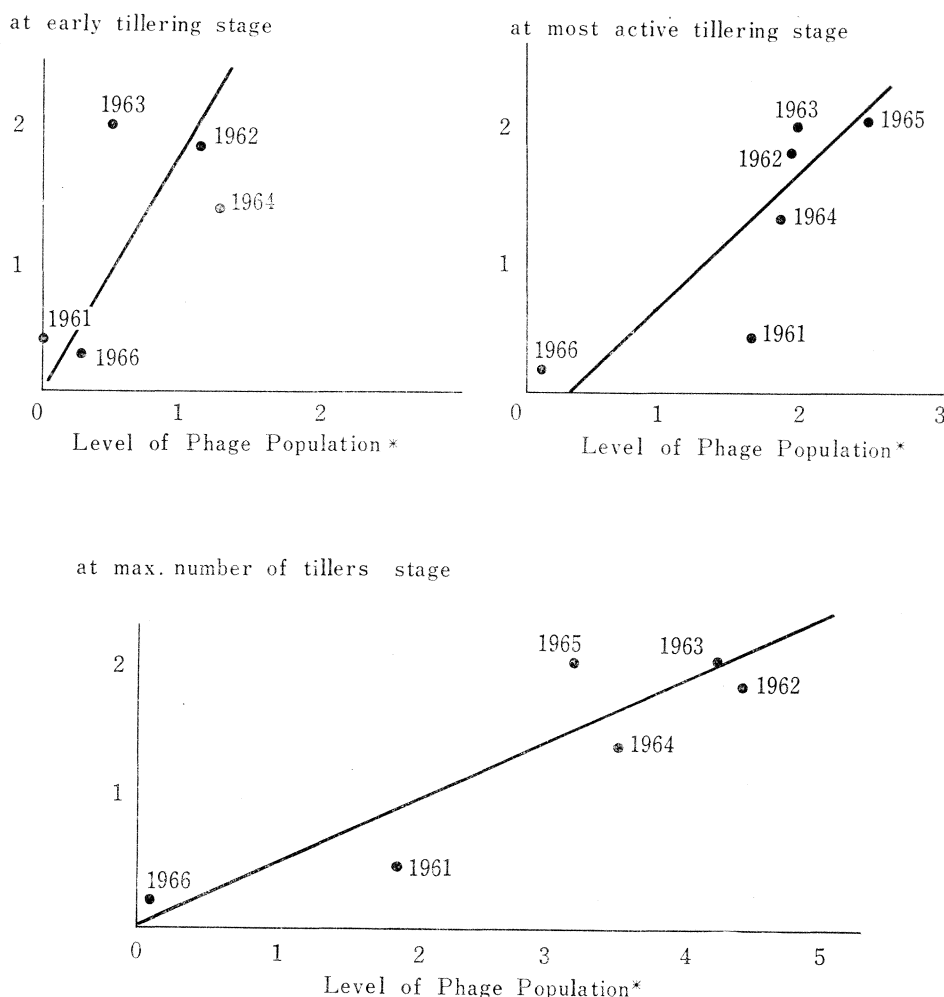 at early tillering stage
2
1
1963
1962
1964
1961
1966
0 1 2
Level of Phage Population*
at most active tillering stage
2
1
1963
1965
1962
1964
1961
1966
0 1 2 3
Level of Phage Population*
at max. number of tillers stage
2
1
1965
1963
1962
1964
1961
1966
0 1 2 3 4 5
Level of Phage Population*